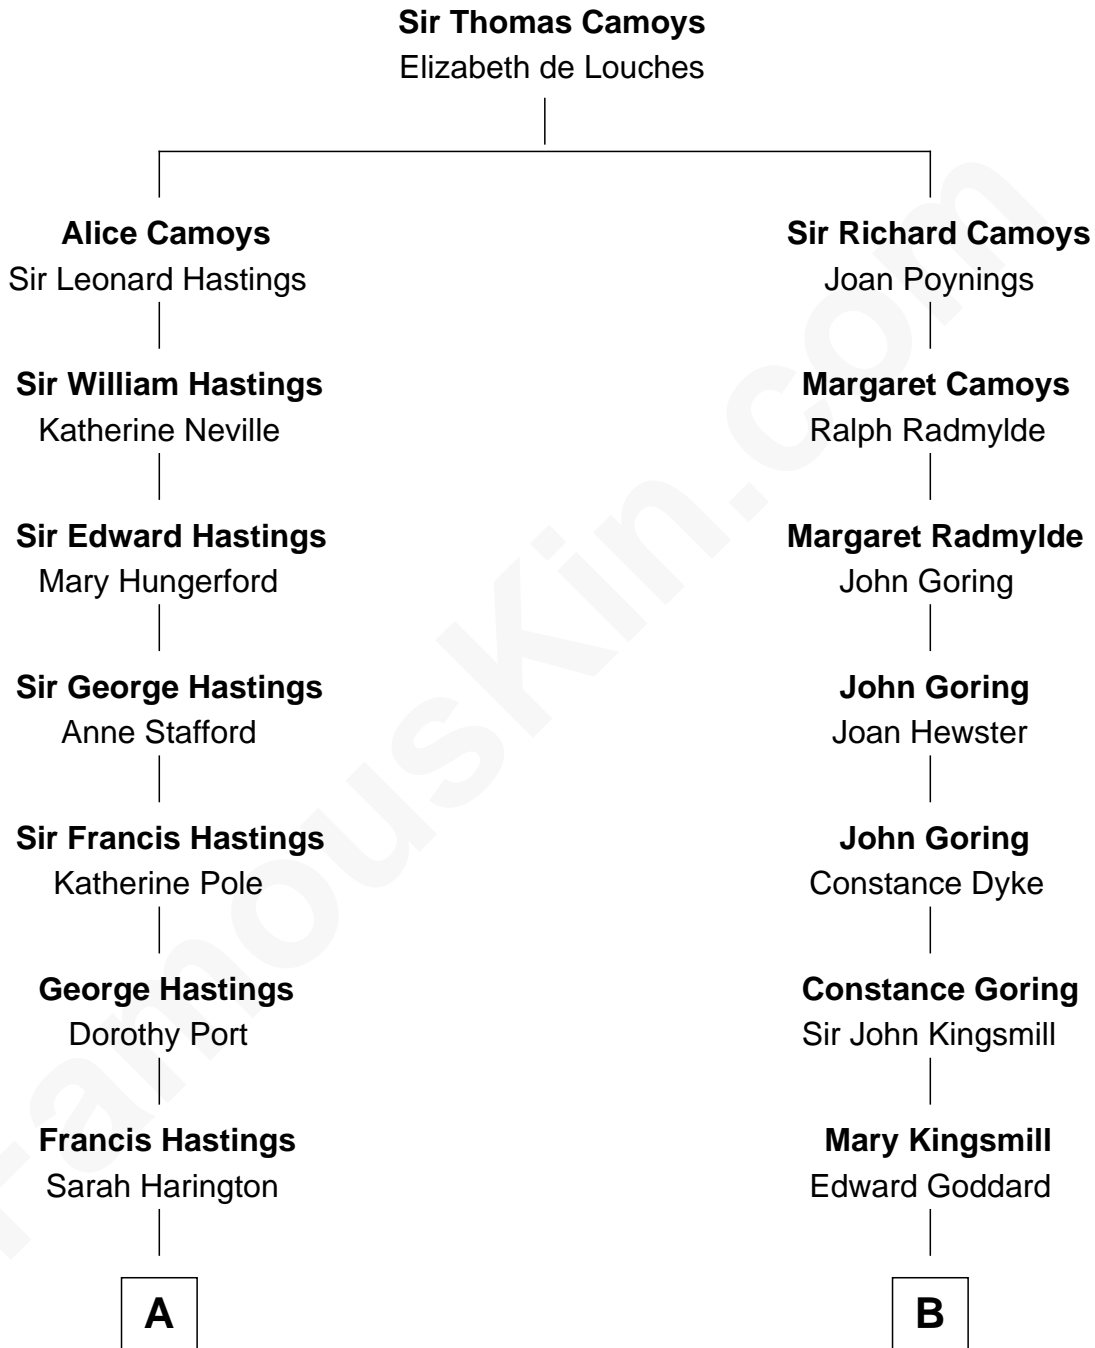 Sir Thomas Camoys
Elizabeth de Louches
Alice Camoys
Sir Leonard Hastings
Sir William Hastings
Katherine Neville
Sir Edward Hastings
Mary Hungerford
Sir George Hastings
Anne Stafford
Sir Francis Hastings
Katherine Pole
George Hastings
Dorothy Port
Francis Hastings
Sarah Harington
A
Sir Richard Camoys
Joan Poynings
Margaret Camoys
Ralph Radmylde
Margaret Radmylde
John Goring
John Goring
Joan Hewster
John Goring
Constance Dyke
Constance Goring
Sir John Kingsmill
Mary Kingsmill
Edward Goddard
B
FamousKin.com